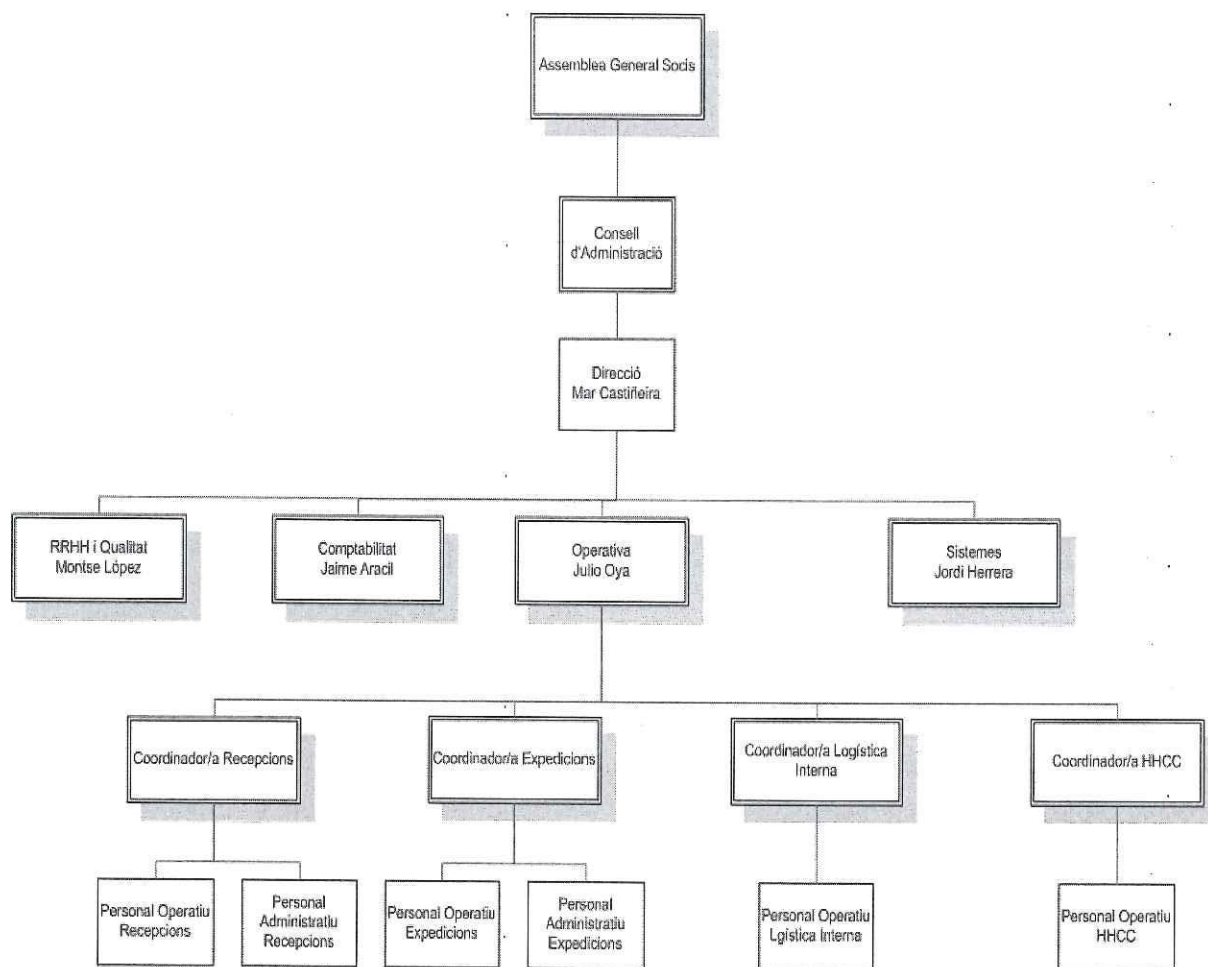 Assemblea General Socis
Consell
d'Administració
Direcció
Mar Castiñeira
RRHH i Qualitat
Montse López
Comptabilitat
Jaime Aracil
Operativa
Julio Oya
Sistemes
Jordi Herrera
Coordinador/a Recepcions
Coordinador/a Expedicions
Coordinador/a Logística
Interna
Coordinador/a HHCC
Personal Operatiu
Recepcions
Personal
Administratiu
Recepcions
Personal Operatiu
Expedicions
Personal
Administratiu
Expedicions
Personal Operatiu
Lgística Interna
Personal Operatiu
HHCC